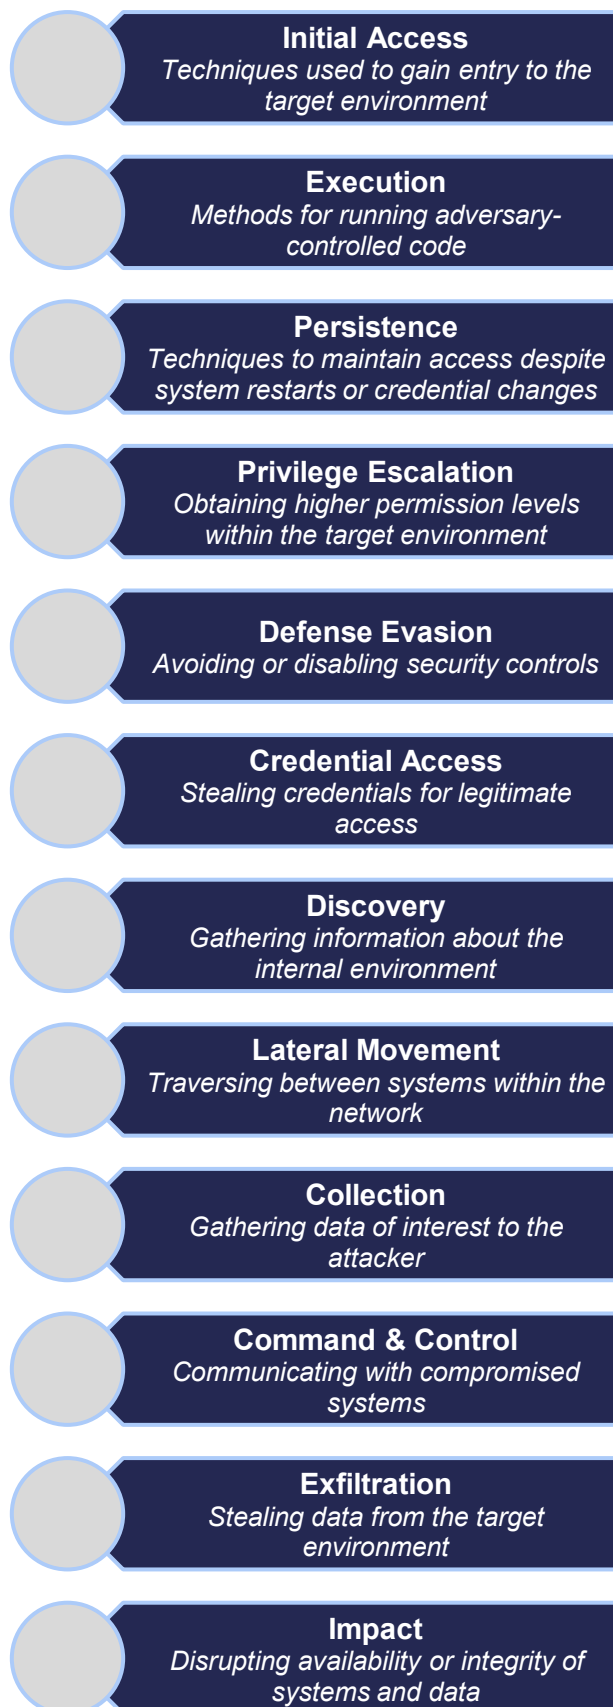 Initial Access
Techniques used to gain entry to the
target environment
Execution
Methods for running adversary-
controlled code
Persistence
Techniques to maintain access despite
system restarts or credential changes
Privilege Escalation
Obtaining higher permission levels
within the target environment
Defense Evasion
Avoiding or disabling security controls
Credential Access
Stealing credentials for legitimate
access
Discovery
Gathering information about the
internal environment
Lateral Movement
Traversing between systems within the
network
Collection
Gathering data of interest to the
attacker
Command & Control
Communicating with compromised
systems
Exfiltration
Stealing data from the target
environment
Impact
Disrupting availability or integrity of
systems and data